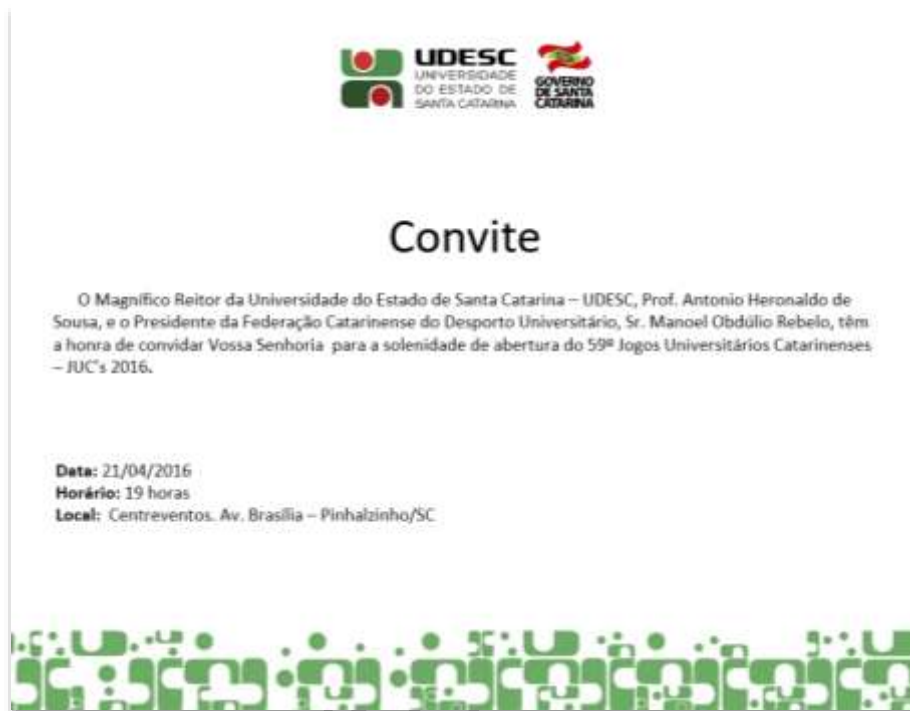 UDESC
UNIVERSIDADE
DO ESTADO DE
SANTA CATARINA
GOVERNO
DE SANTA
CATARINA
Convite
O Magnífico Reitor da Universidade do Estado de Santa Catarina – UDESC, Prof. Antonio Heronaldo de
Sousa, e o Presidente da Federação Catarinense do Desporto Universitário, Sr. Manoel Obdúlio Rebelo, têm
a honra de convidar Vossa Senhoria para a solenidade de abertura do 59º Jogos Universitários Catarinenses
– JUC's 2016.
Data: 21/04/2016
Horário: 19 horas
Local: Centreventos. Av. Brasília – Pinhalzinho/SC